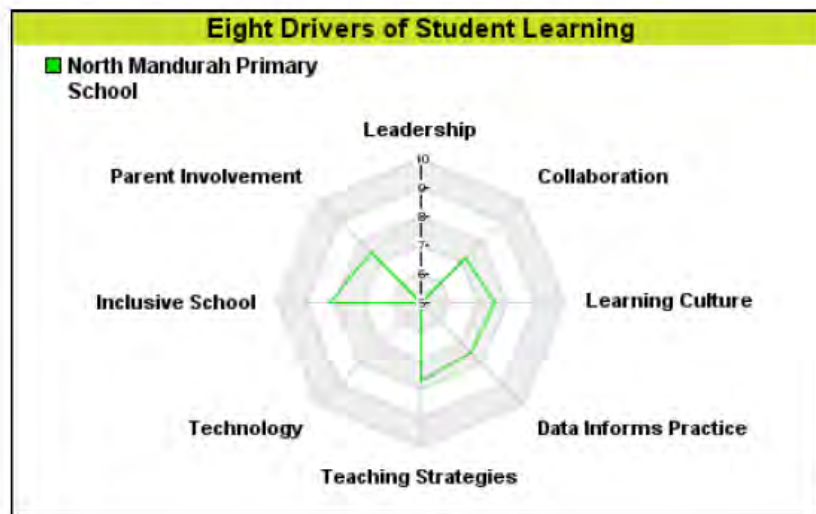 Eight Drivers of Student Learning
North Mandurah Primary
School
Leadership
Parent Involvement
Collaboration
10
9
8
7
6
5
Inclusive School
Learning Culture
Technology
Data Informs Practice
Teaching Strategies